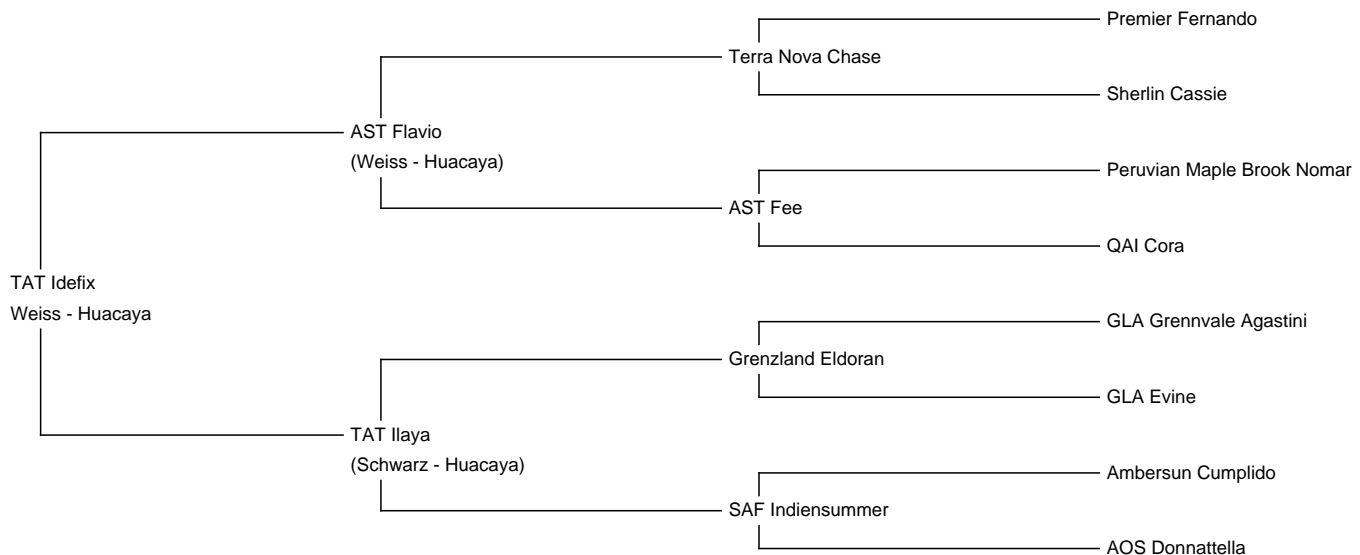 Premier Fernando
Terra Nova Chase
Sherlin Cassie
AST Flavio
(Weiss - Huacaya)
Peruvian Maple Brook Nomar
AST Fee
QAI Cora
TAT Idefix
Weiss - Huacaya
GLA Grennvale Agastini
Grenzland Eldoran
GLA Evine
TAT Ilaya
(Schwarz - Huacaya)
Ambersun Cumplido
SAF Indiensummer
AOS Donnattella